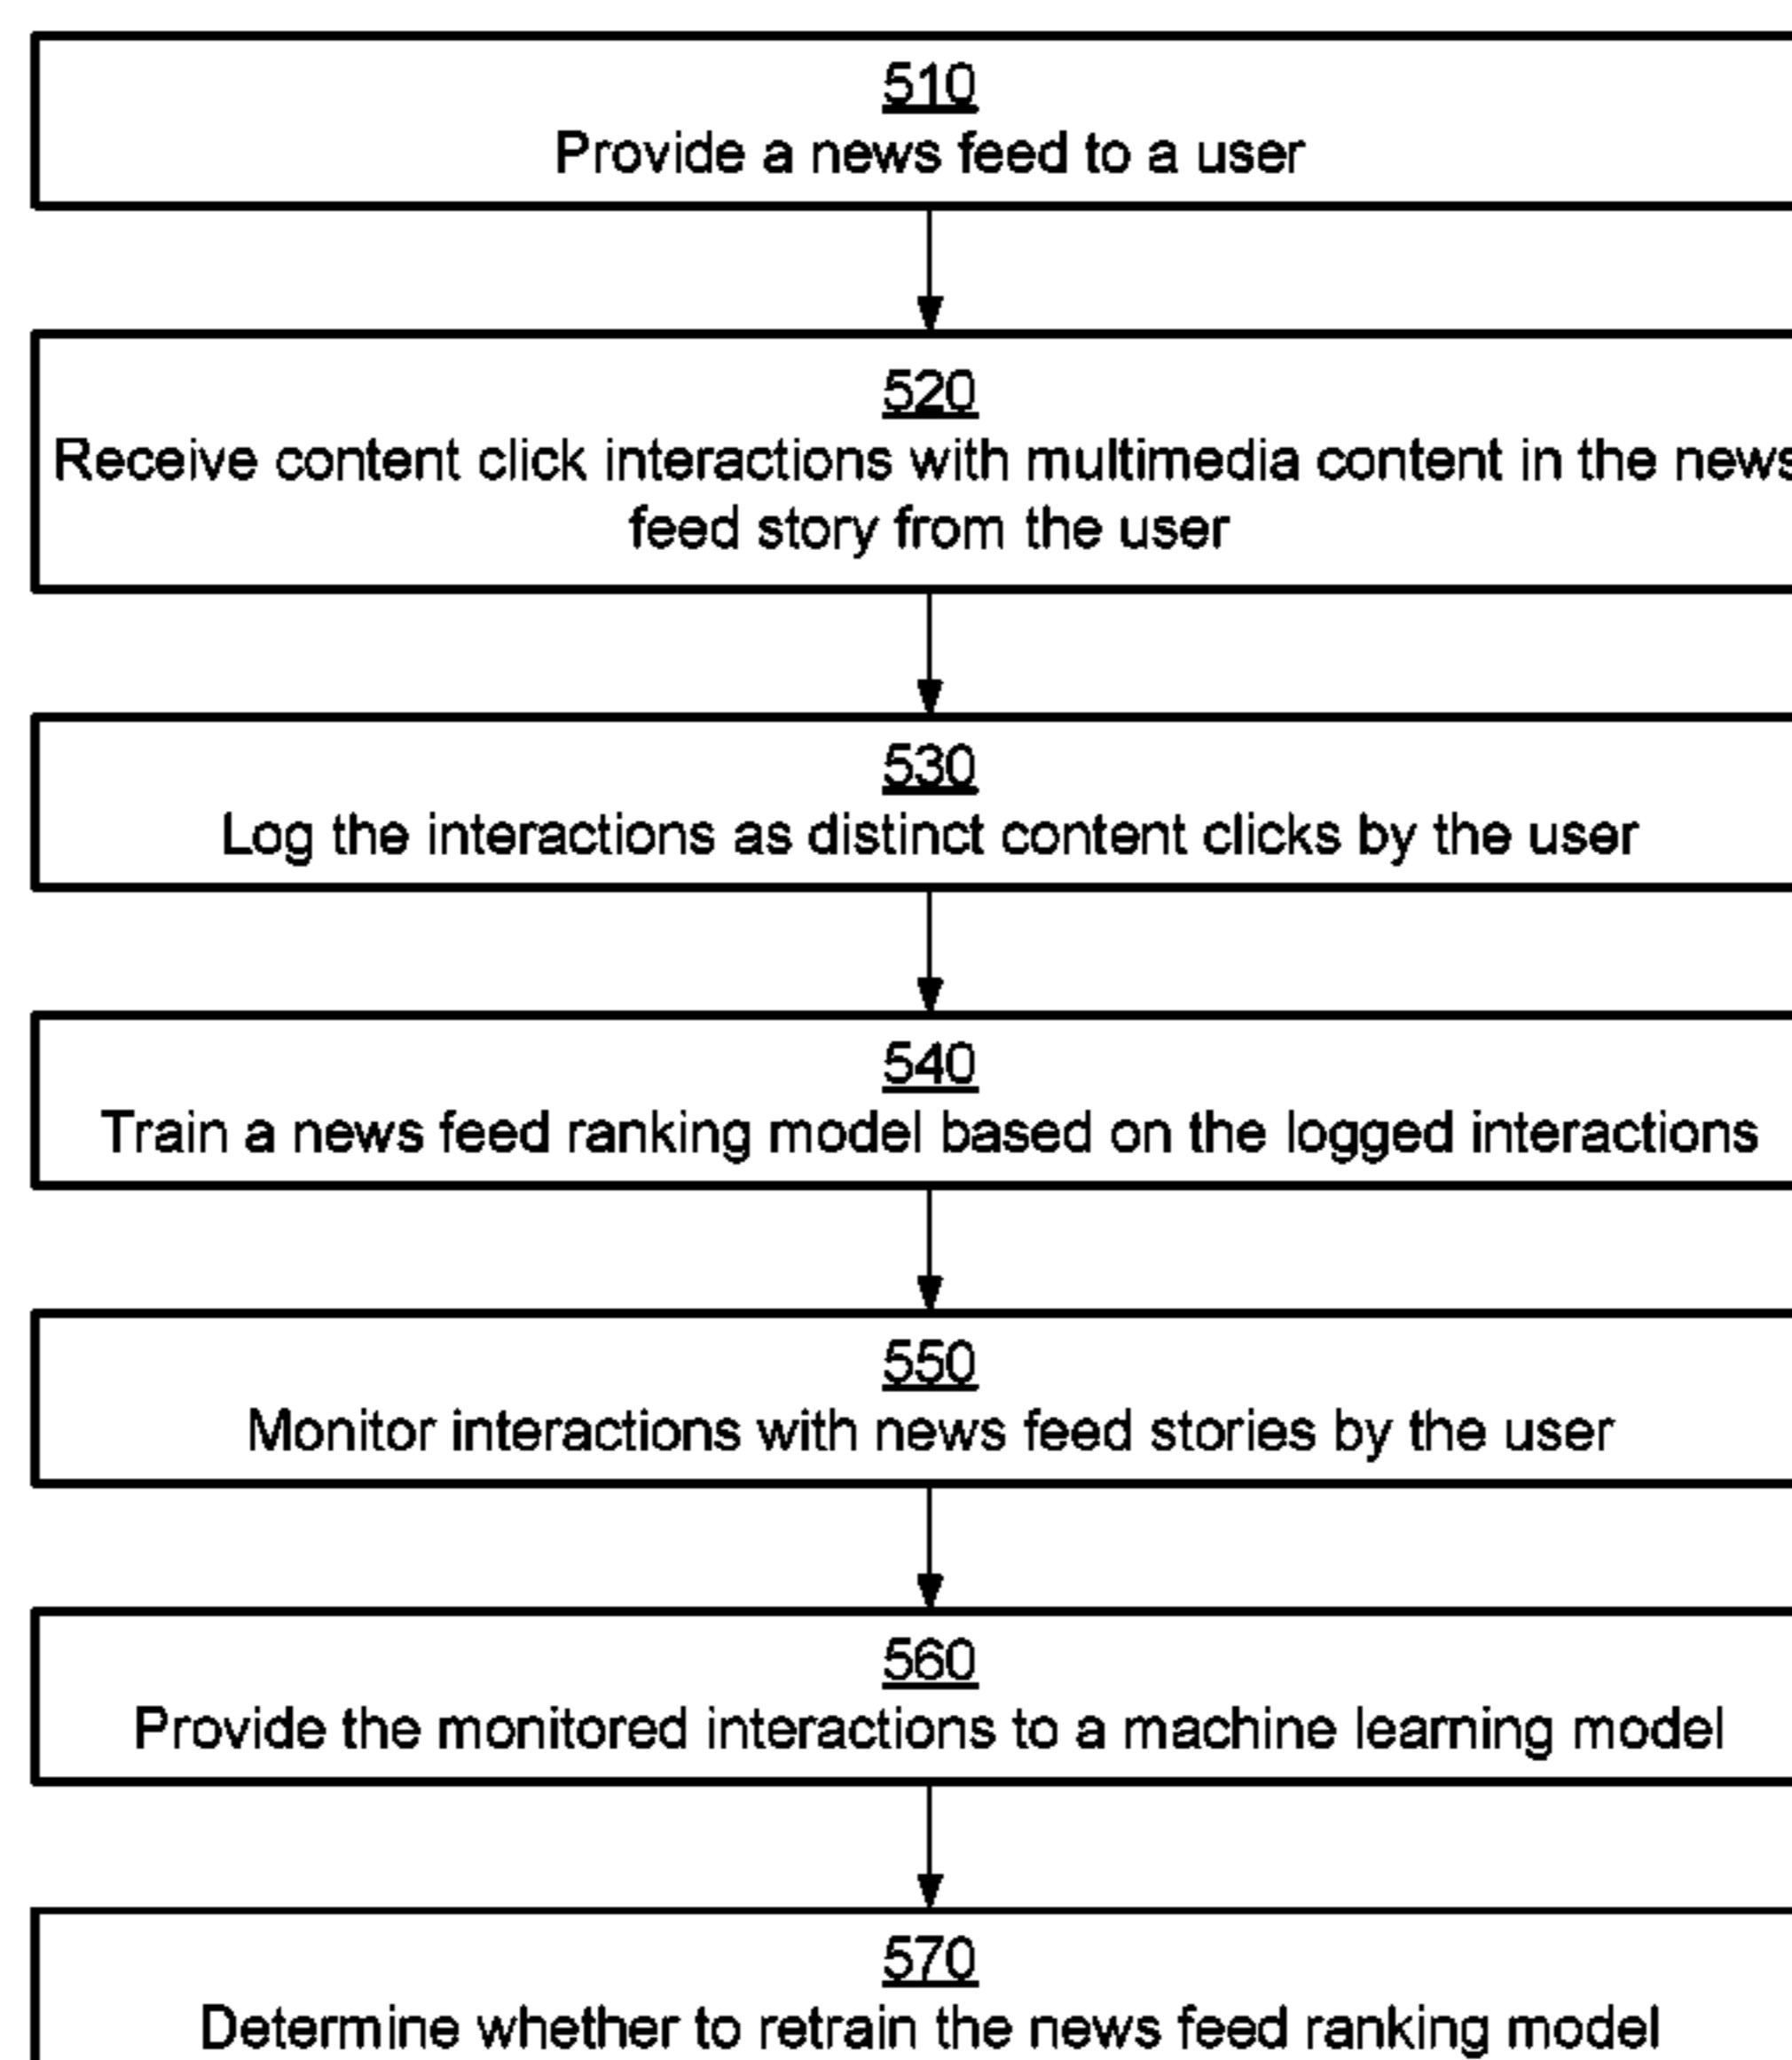 510
Provide a news feed to a user
520
Receive content click interactions with multimedia content in the news
feed story from the user
530
Log the interactions as distinct content clicks by the user
540
Train a news feed ranking model based on the logged interactions
550
Monitor interactions with news feed stories by the user
560
Provide the monitored interactions to a machine learning model
570
Determine whether to retrain the news feed ranking model